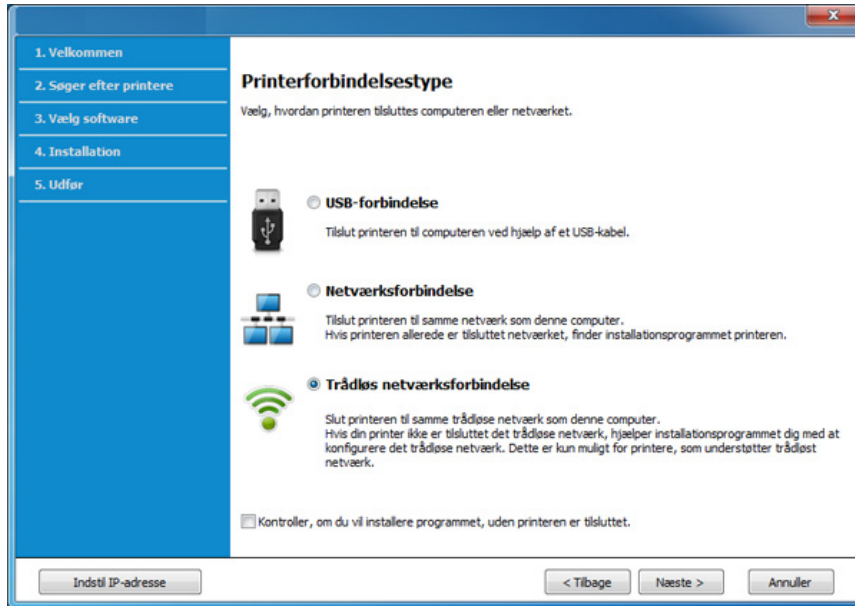 1. Velkommen
2. Søger efter printere
3. Vælg software
4. Installation
5. Udfør
Printerforbindelsestype
Vælg, hvordan printeren tilsluttes computeren eller netværket.
USB-forbindelse
Tilslut printeren til computeren ved hjælp af et USB-kabel.
Netværksforbindelse
Tilslut printeren til samme netværk som denne computer.
Hvis printeren allerede er tilsluttet netværket, finder installationsprogrammet printeren.
Trådløs netværksforbindelse
Slut printeren til samme trådløse netværk som denne computer.
Hvis din printer ikke er tilsluttet det trådløse netværk, hjælper installationsprogrammet dig med at
konfigurere det trådløse netværk. Dette er kun muligt for printere, som understøtter trådløst
netværk.
Kontroller, om du vil installere programmet, uden printeren er tilsluttet.
Indstil IP-adresse
< Tilbage
Næste >
Annuller